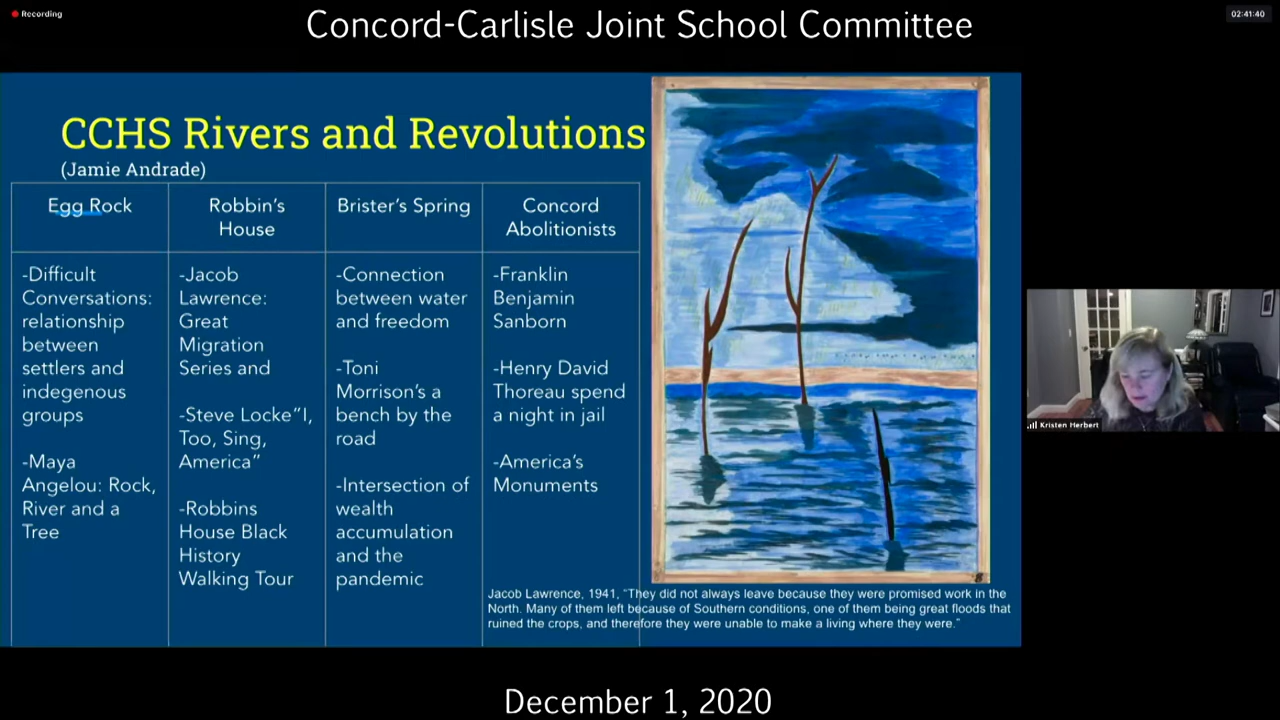 Recording
Concord-Carlisle Joint School Committee
02:41:40
CCHS Rivers and Revolutions
(Jamie Andrade)
Egg Rock
-Difficult
Conversations:
relationship
between
settlers and
indegenous
groups
-Maya
Angelou: Rock,
River and a
Tree
Robbin's
House
-Jacob
Lawrence:
Great
Migration
Series and
-Steve Locke"I,
Too, Sing,
America"
-Robbins
House Black
History
Walking Tour
Brister's Spring
-Connection
between water
and freedom
-Toni
Morrison's a
bench by the
road
-Intersection of
wealth
accumulation
and the
pandemic
Concord
Abolitionists
-Franklin
Benjamin
Sanborn
-Henry David
Thoreau spend
a night in jail
-America's
Monuments
Jacob Lawrence, 1941, "They did not always leave because they were promised work in the
North. Many of them left because of Southern conditions, one of them being great floods that
ruined the crops, and therefore they were unable to make a living where they were."
Kristen Herbert
December 1, 2020